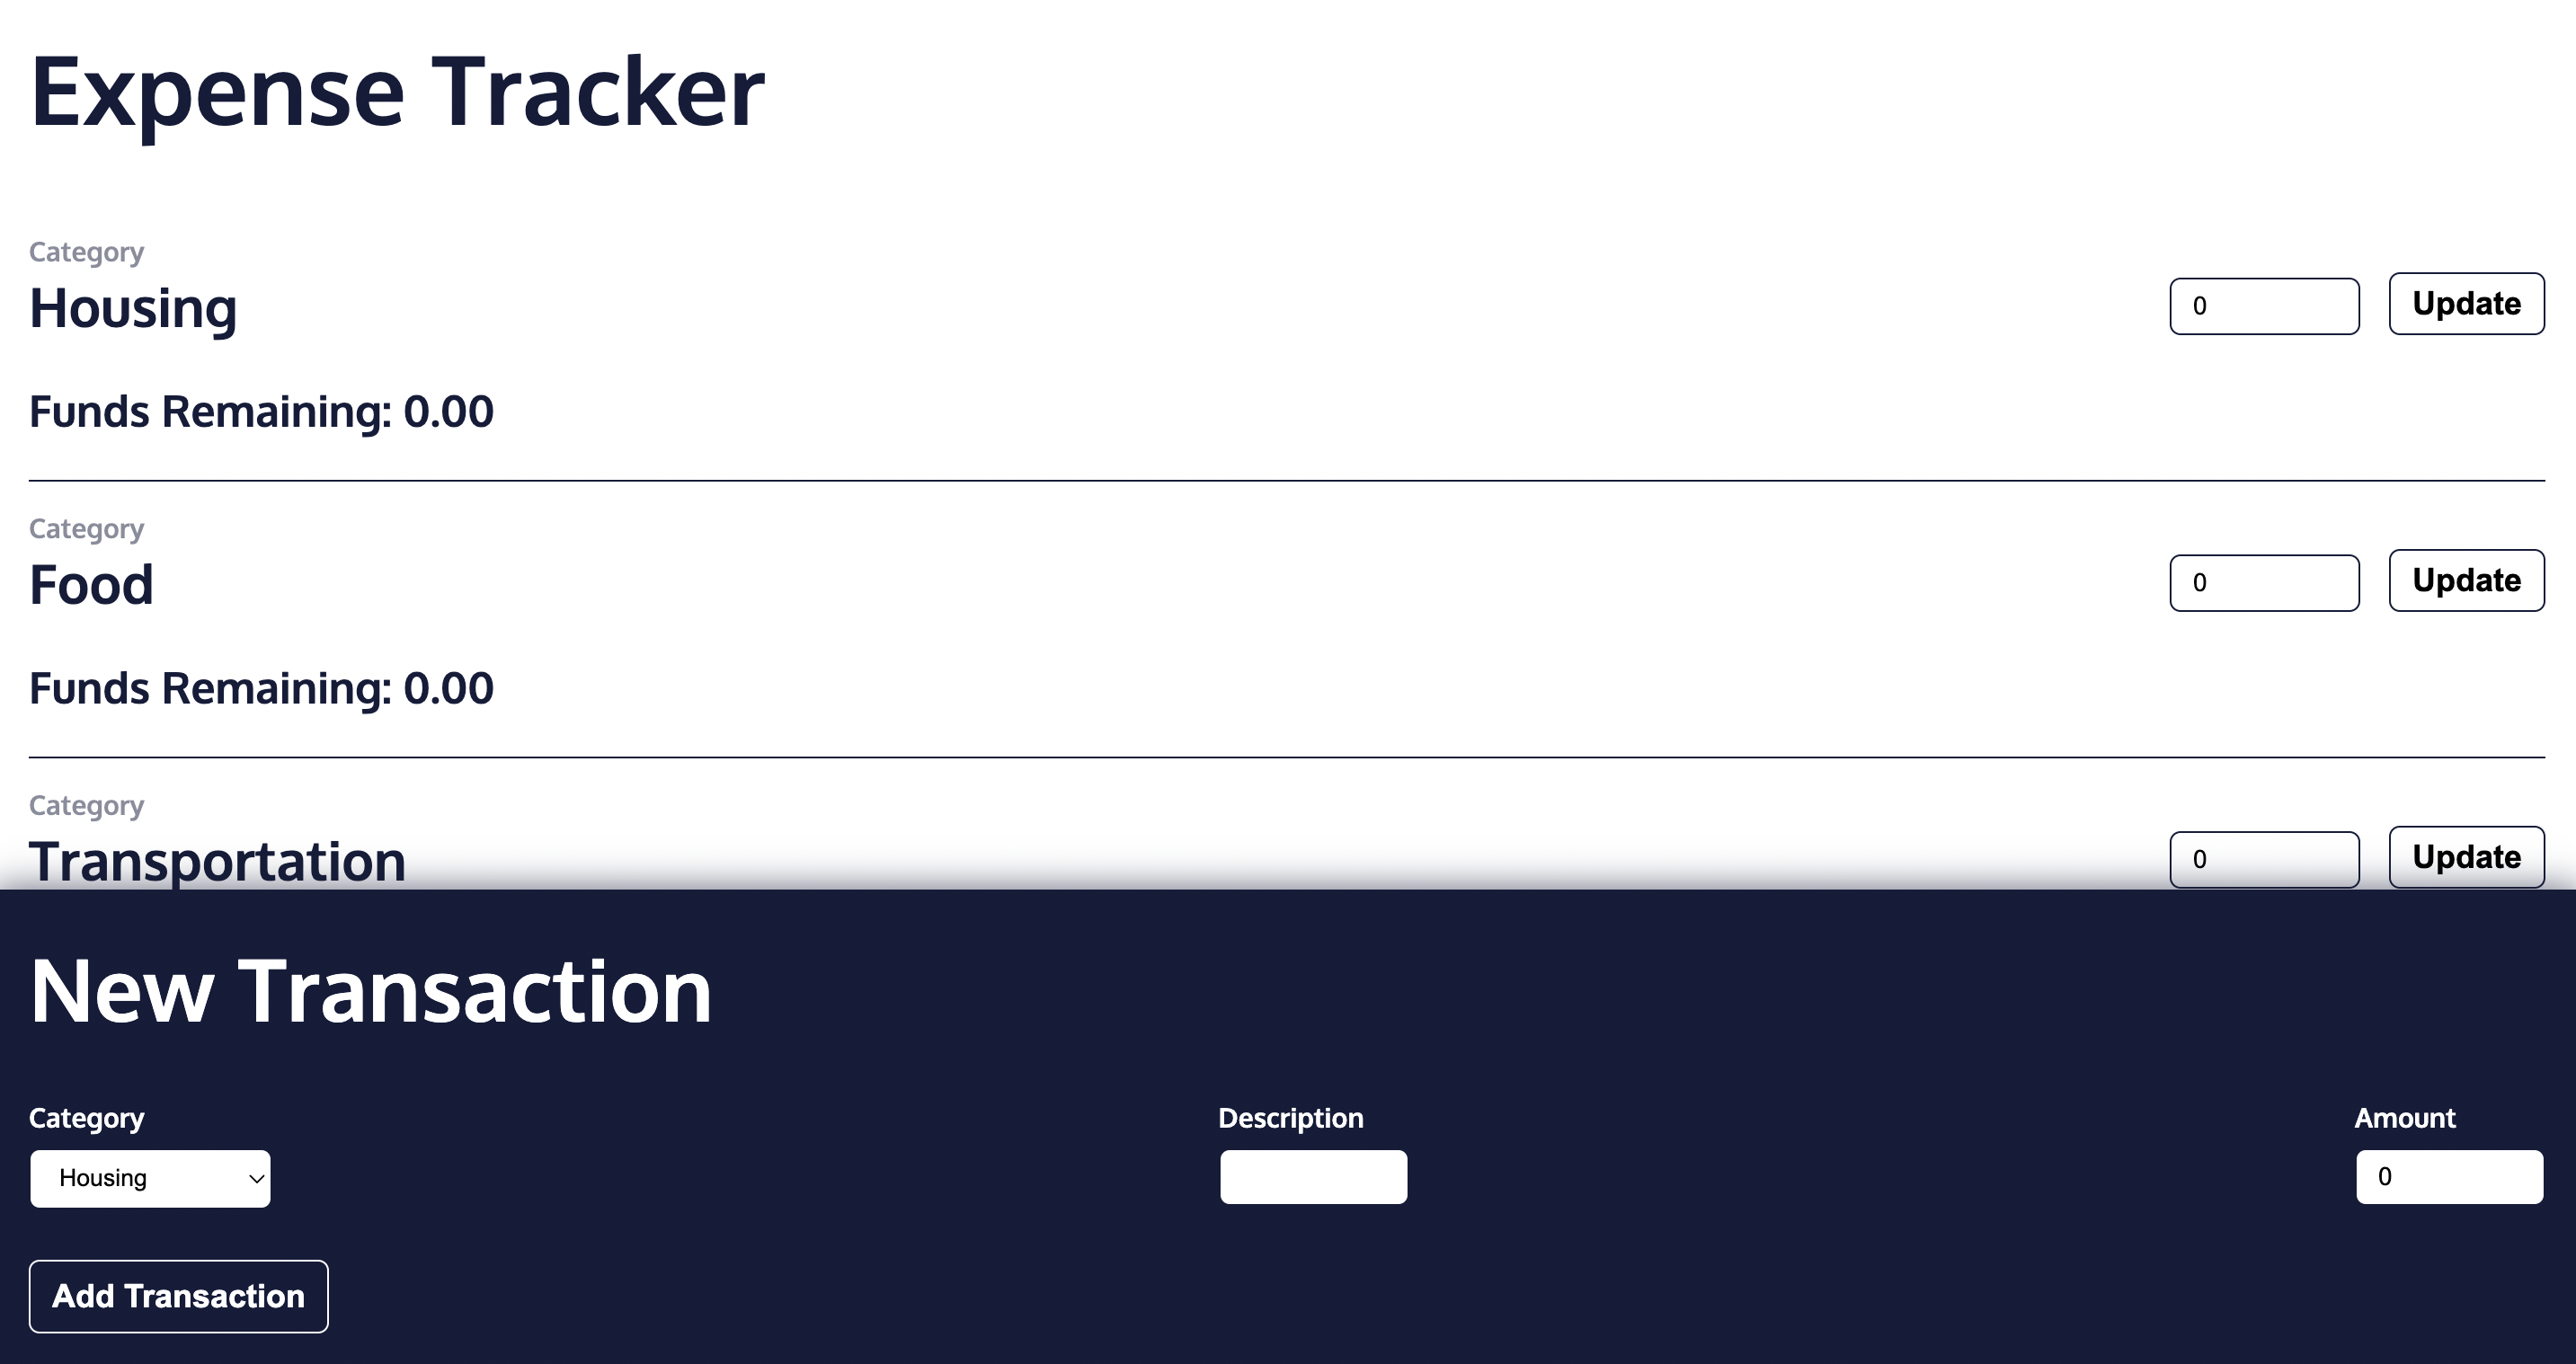 Expense Tracker
Category
Housing
0
Update
Funds Remaining: 0.00
Category
Food
0
Update
Funds Remaining: 0.00
Category
Transportation
0
Update
New Transaction
Category
Description
Amount
Housing
0
Add Transaction